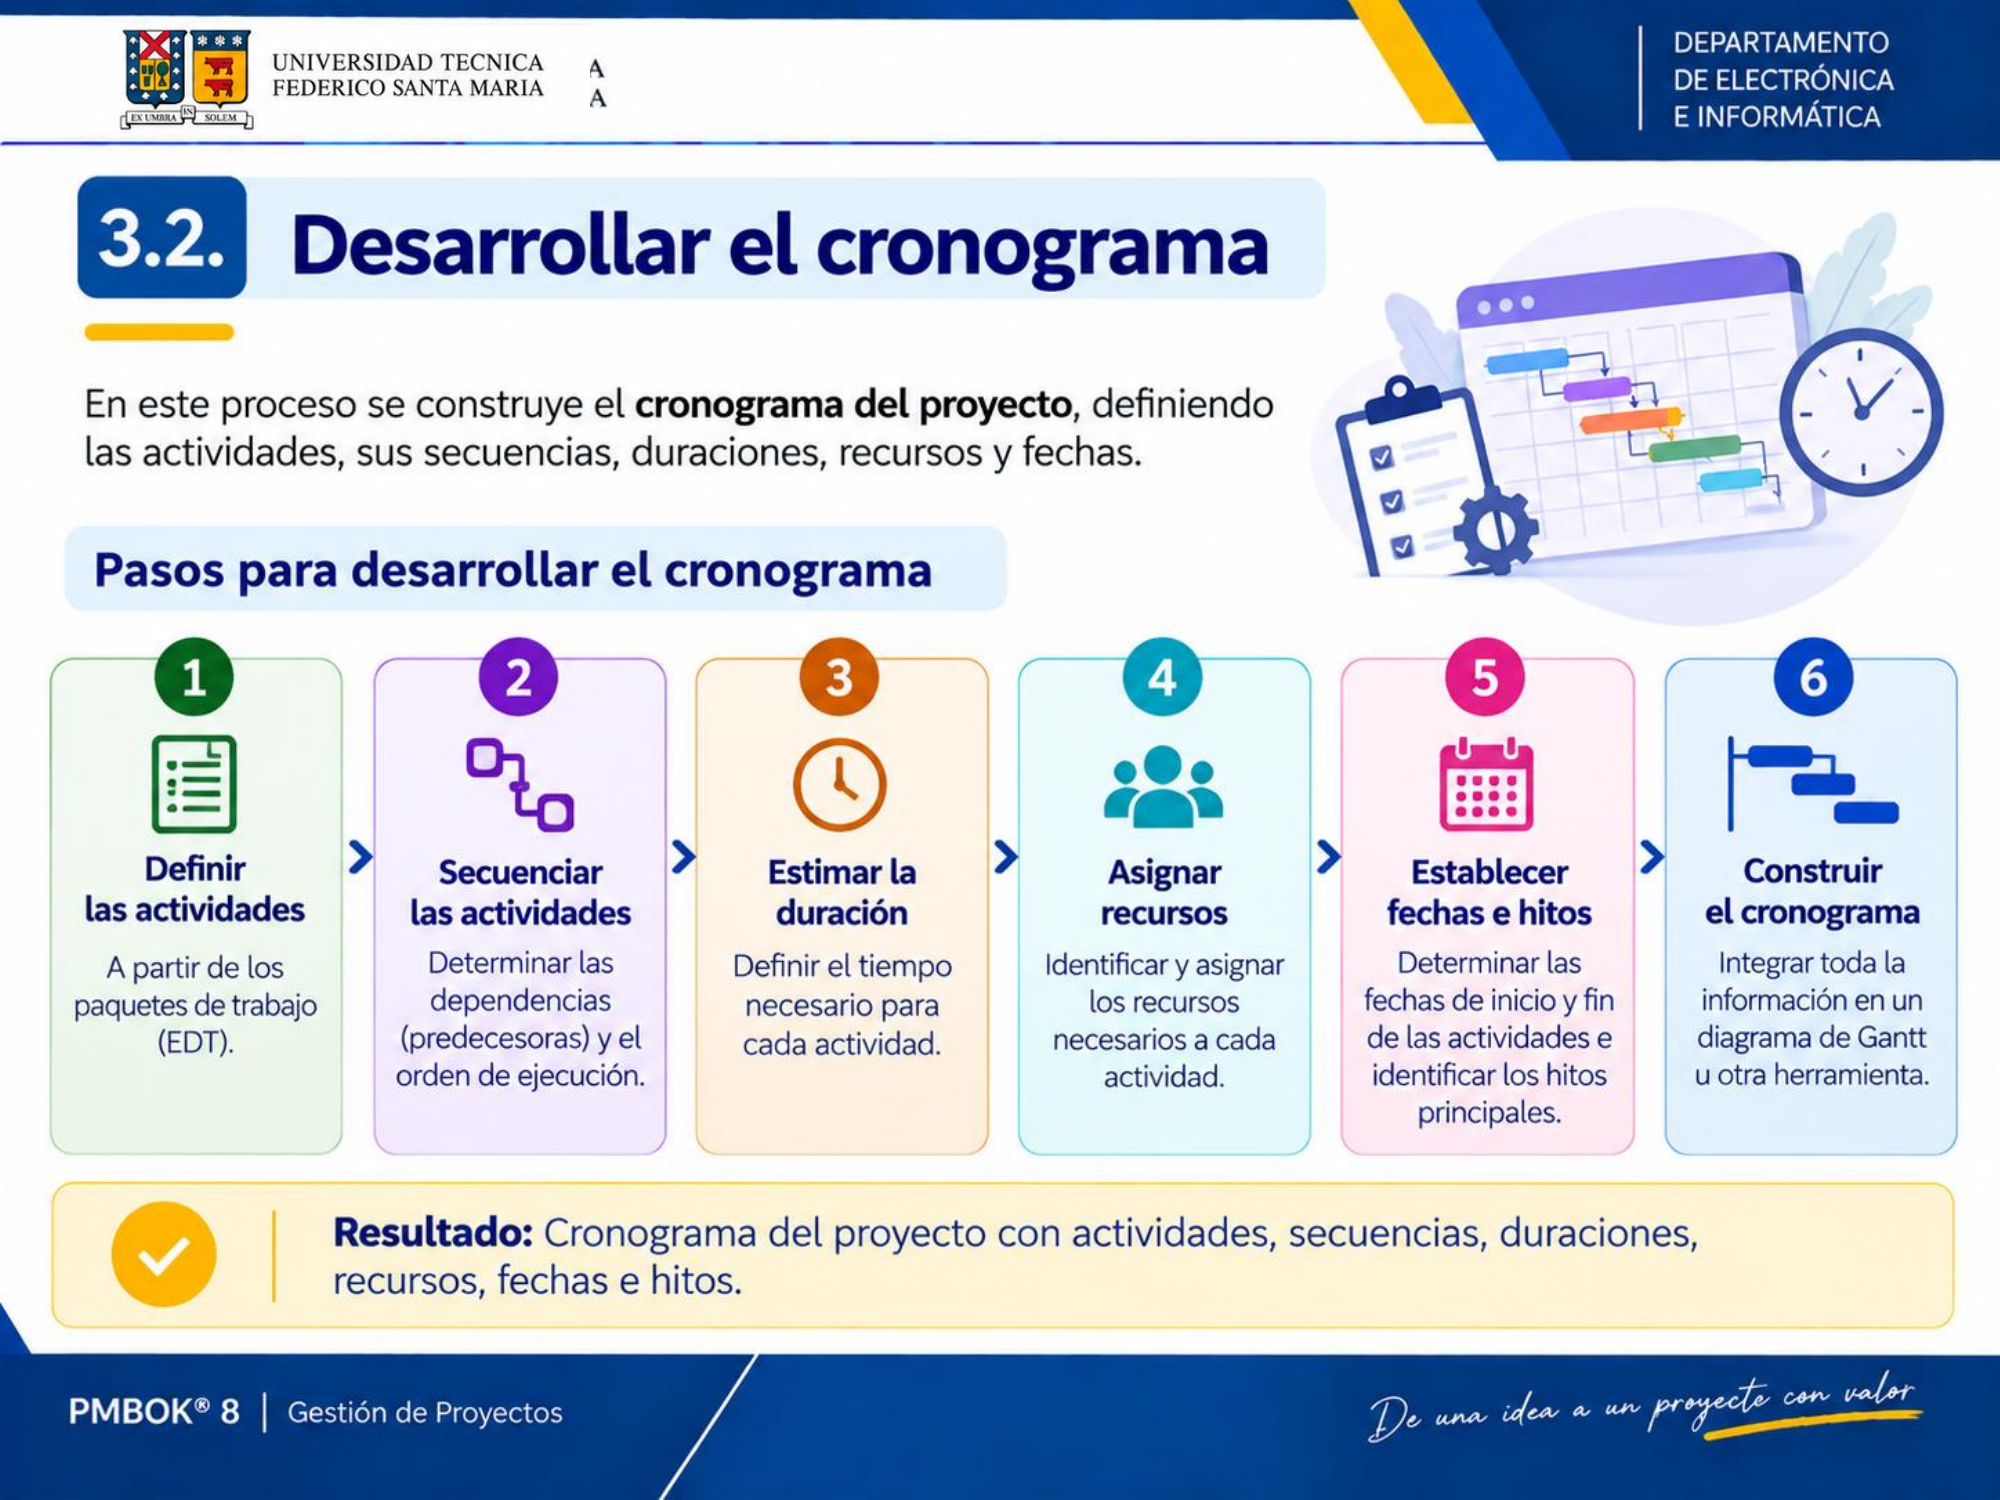 UNIVERSIDAD TECNICA
FEDERICO SANTA MARIA
A
A
EX UMBRA IN SOLEM
DEPARTAMENTO
DE ELECTRÓNICA
E INFORMÁTICA
3.2. Desarrollar el cronograma
En este proceso se construye el cronograma del proyecto, definiendo
las actividades, sus secuencias, duraciones, recursos y fechas.
Pasos para desarrollar el cronograma
1
Definir
las actividades
A partir de los
paquetes de trabajo
(EDT).
2
Secuenciar
las actividades
Determinar las
dependencias
(predecesoras) y el
orden de ejecución.
3
Estimar la
duración
Definir el tiempo
necesario para
cada actividad.
4
Asignar
recursos
Identificar y asignar
los recursos
necesarios a cada
actividad.
5
Establecer
fechas e hitos
Determinar las
fechas de inicio y fin
de las actividades e
identificar los hitos
principales.
6
Construir
el cronograma
Integrar toda la
información en un
diagrama de Gantt
u otra herramienta.
Resultado: Cronograma del proyecto con actividades, secuencias, duraciones,
recursos, fechas e hitos.
PMBOK® 8 | Gestión de Proyectos
De una idea a un proyecte con valor